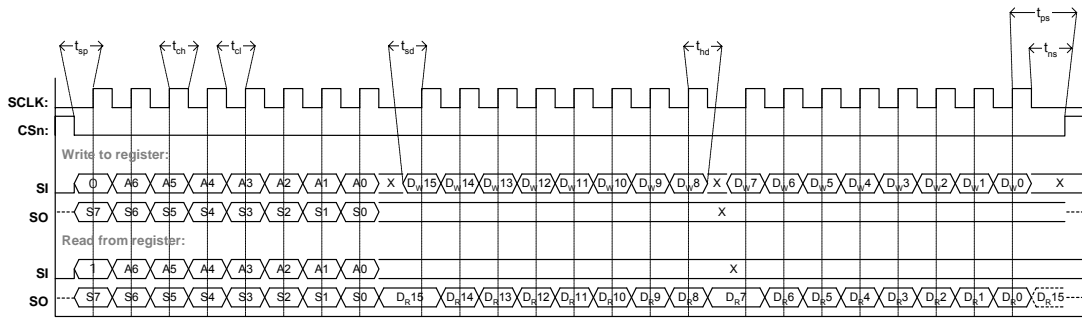 tps
tsp tch tcl tsd thd tns
SCLK:
CSn:
Write to register:
SI 0 A6 A5 A4 A3 A2 A1 A0 X DW15 DW14 DW13 DW12 DW11 DW10 DW9 DW8 X DW7 DW6 DW5 DW4 DW3 DW2 DW1 DW0 X
SO S7 S6 S5 S4 S3 S2 S1 S0 X
Read from register:
SI 1 A6 A5 A4 A3 A2 A1 A0 X
SO S7 S6 S5 S4 S3 S2 S1 S0 DR15 DR14 DR13 DR12 DR11 DR10 DR9 DR8 DR7 DR6 DR5 DR4 DR3 DR2 DR1 DR0 DR15